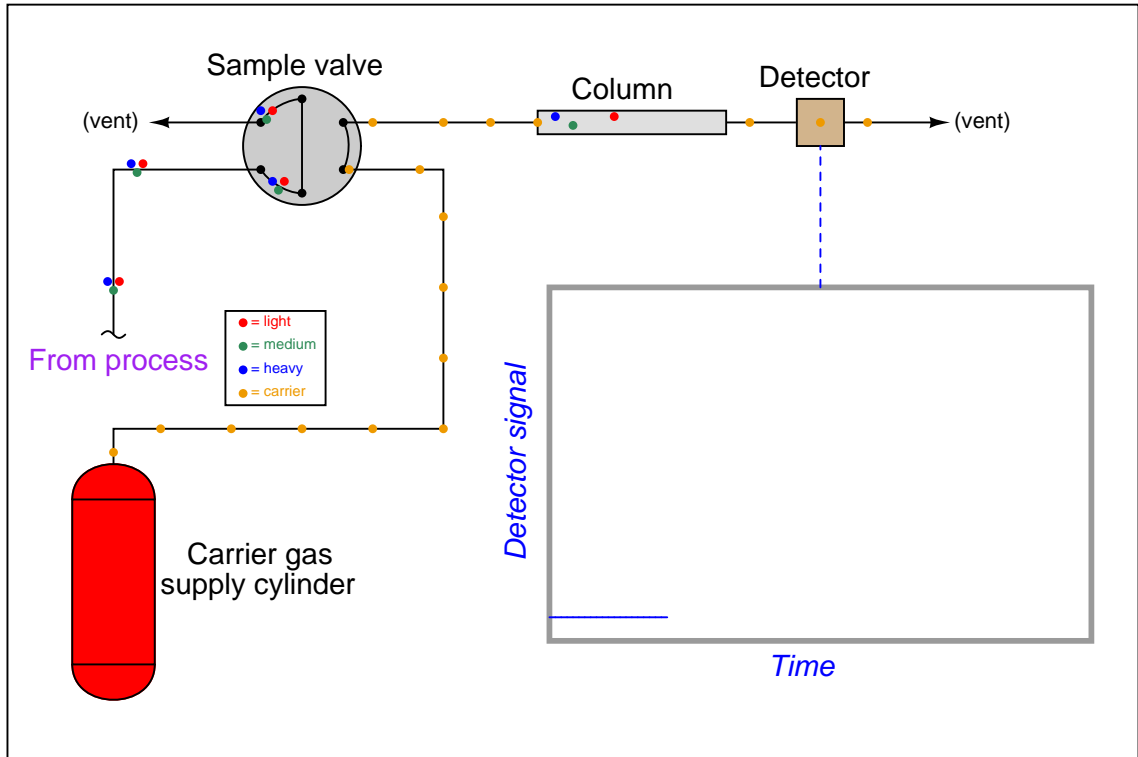 Sample valve
Column
Detector
(vent)
(vent)
= light
= medium
= heavy
= carrier
From process
Detector signal
Carrier gas
supply cylinder
Time